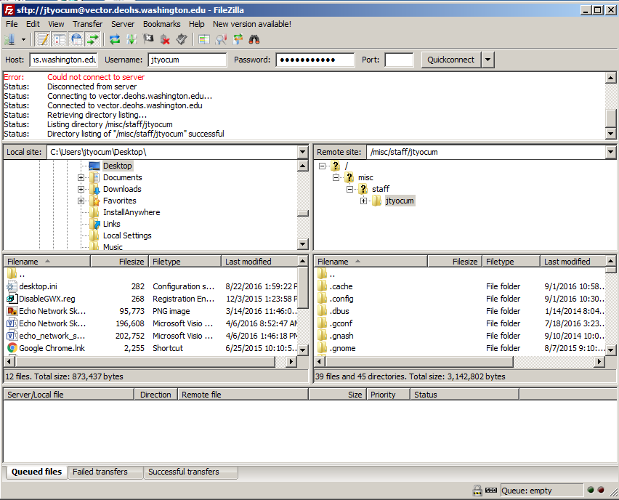 sftp://jtyocum@vector.deohs.washington.edu - FileZilla
File Edit View Transfer Server Bookmarks Help New version available!
Host: ns.washington.edu Username: jtyocum Password: ●●●●●●●●●●● Port: Quickconnect
Error: Could not connect to server
Status: Disconnected from server
Status: Connecting to vector.deohs.washington.edu...
Status: Connected to vector.deohs.washington.edu
Status: Retrieving directory listing...
Status: Listing directory /misc/staff/jtyocum
Status: Directory listing of "/misc/staff/jtyocum" successful
Local site: C:\Users\jtyocum\Desktop\
Desktop
Documents
Downloads
Favorites
InstallAnywhere
Links
Local Settings
Music
Remote site: /misc/staff/jtyocum
/
misc
staff
jtyocum
Filename Filesize Filetype Last modified
..
desktop.ini 282 Configuration s... 8/22/2016 1:59:22 P
DisableGWX.reg 268 Registration En... 12/3/2015 1:23:58 P
Echo Network Sk... 95,773 PNG image 3/14/2016 11:46:0...
Echo Network Sk... 196,608 Microsoft Visio ... 4/6/2016 8:52:47 AM
echo_network_s... 202,752 Microsoft Visio ... 4/6/2016 1:46:18 PM
Google Chrome.lnk 2,255 Shortcut 6/25/2015 10:10:5...
12 files. Total size: 873,437 bytes
Filename Filesize Filetype Last modified
..
.cache File folder 9/1/2016 10:58...
.config File folder 9/1/2016 10:30...
.dbus File folder 1/14/2014 8:04...
.gconf File folder 7/18/2016 3:23...
.gnash File folder 9/10/2014 10:0...
.gnome File folder 8/7/2015 9:10:...
39 files and 45 directories. Total size: 3,142,802 bytes
Server/Local file Direction Remote file Size Priority Status
Queued files Failed transfers Successful transfers
Queue: empty